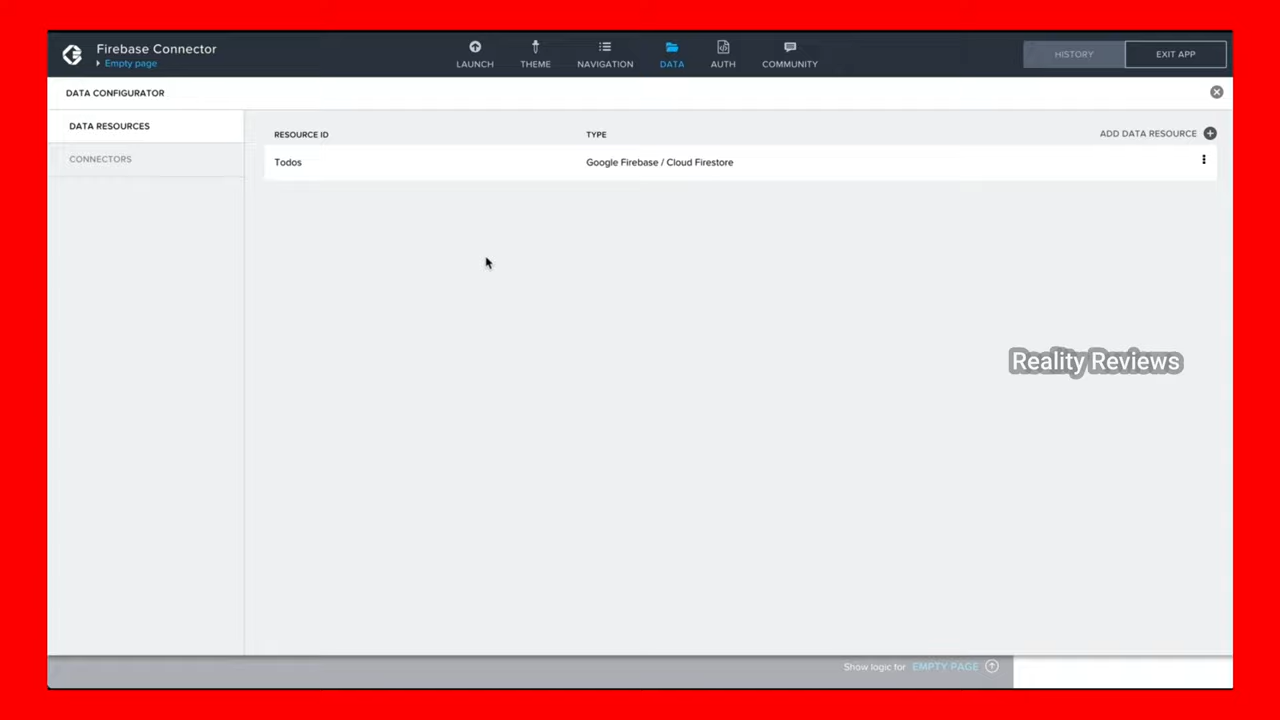 Firebase Connector
Empty page
LAUNCH
THEME
NAVIGATION
DATA
AUTH
COMMUNITY
HISTORY
EXIT APP
DATA CONFIGURATOR
DATA RESOURCES
CONNECTORS
RESOURCE ID
TYPE
ADD DATA RESOURCE
Todos
Google Firebase / Cloud Firestore
Reality Reviews
Show logic for EMPTY PAGE